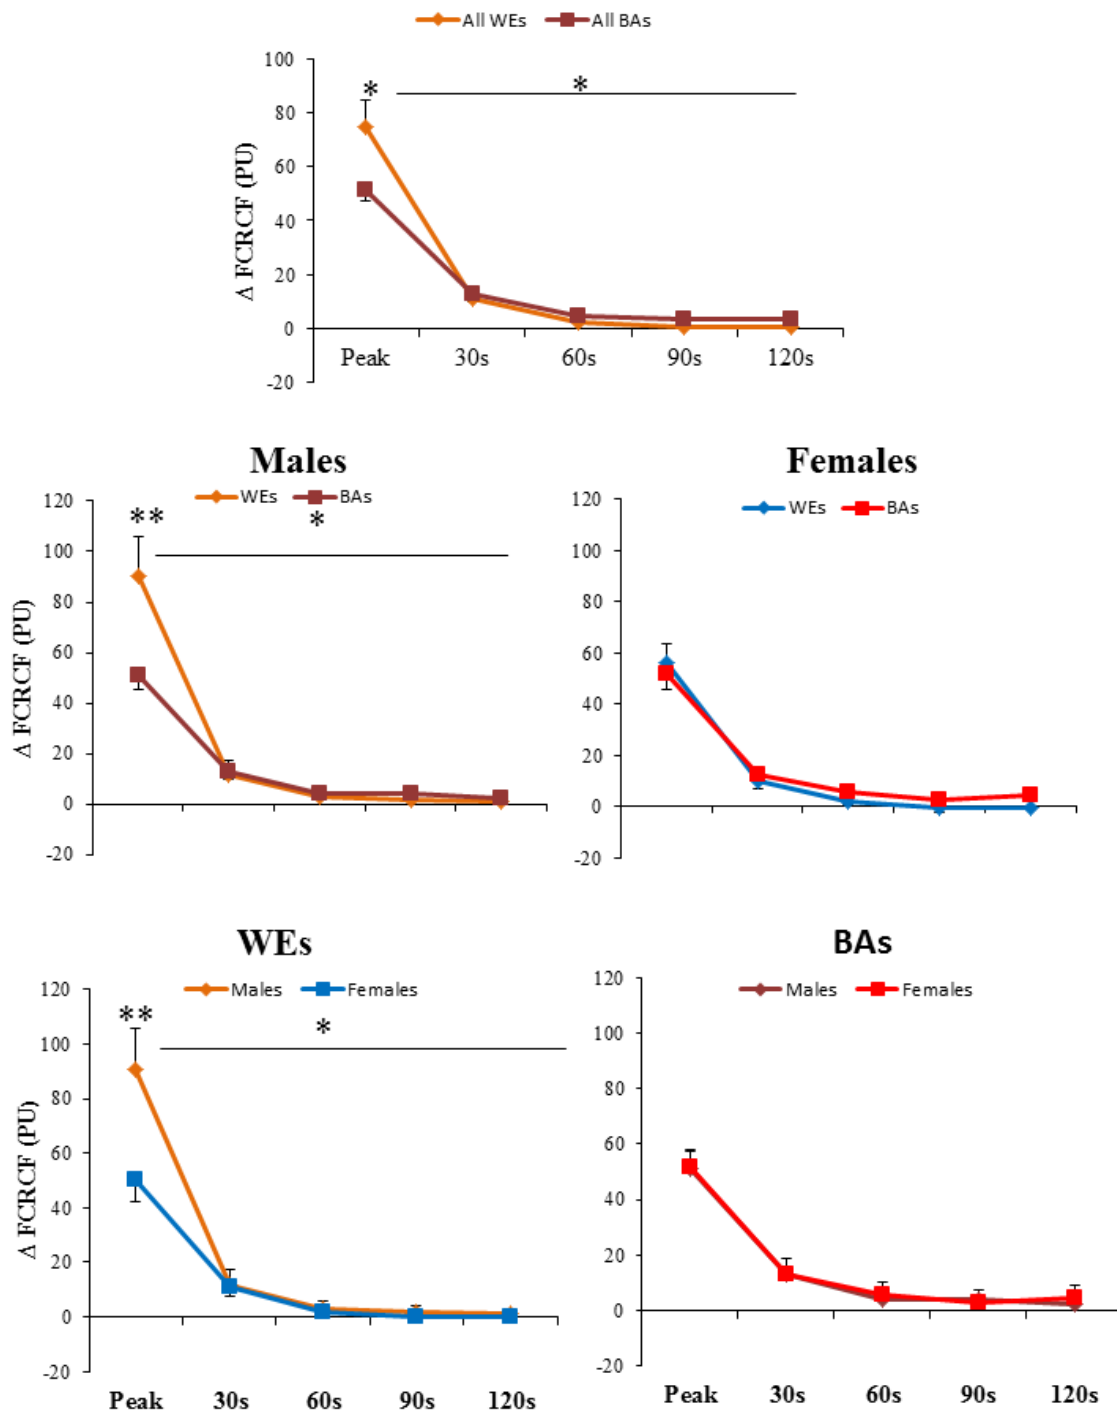 All WEs All BAs
100
* *
80
60
40
20
0
-20
Δ FCRCF (PU)
Peak 30s 60s 90s 120s
Males
WEs BAs
** *
120
100
80
60
40
20
0
-20
Δ FCRCF (PU)
Females
WEs BAs
120
100
80
60
40
20
0
-20
WEs
Males Females
** *
120
100
80
60
40
20
0
-20
Δ FCRCF (PU)
Peak 30s 60s 90s 120s
BAs
Males Females
120
100
80
60
40
20
0
-20
Peak 30s 60s 90s 120s